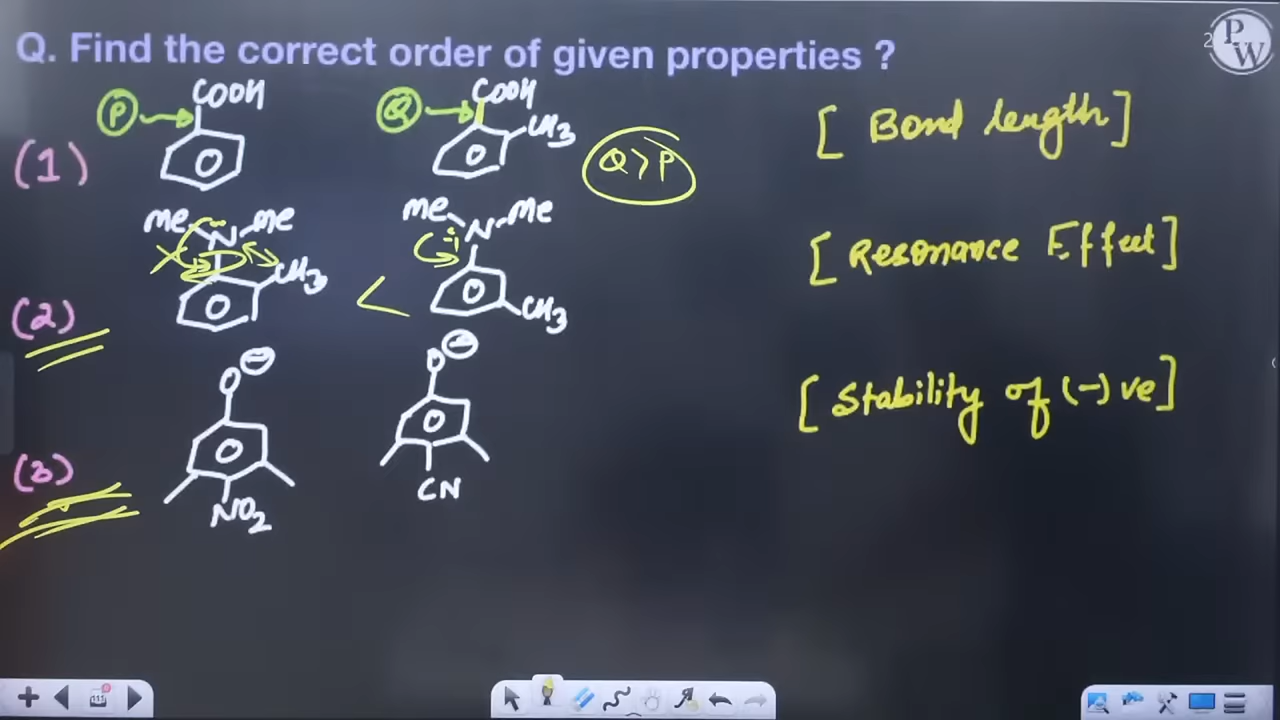 Q. Find the correct order of given properties ?
P W
2
(1)
P
COOH
Q
COOH
CH3
Q > P
[ Bond length ]
(2)
Me N Me
CH3
<
Me N Me
CH3
[ Resonance Effect ]
(3)
O ⊖
NO2
O ⊖
CN
[ Stability of (-) ve ]